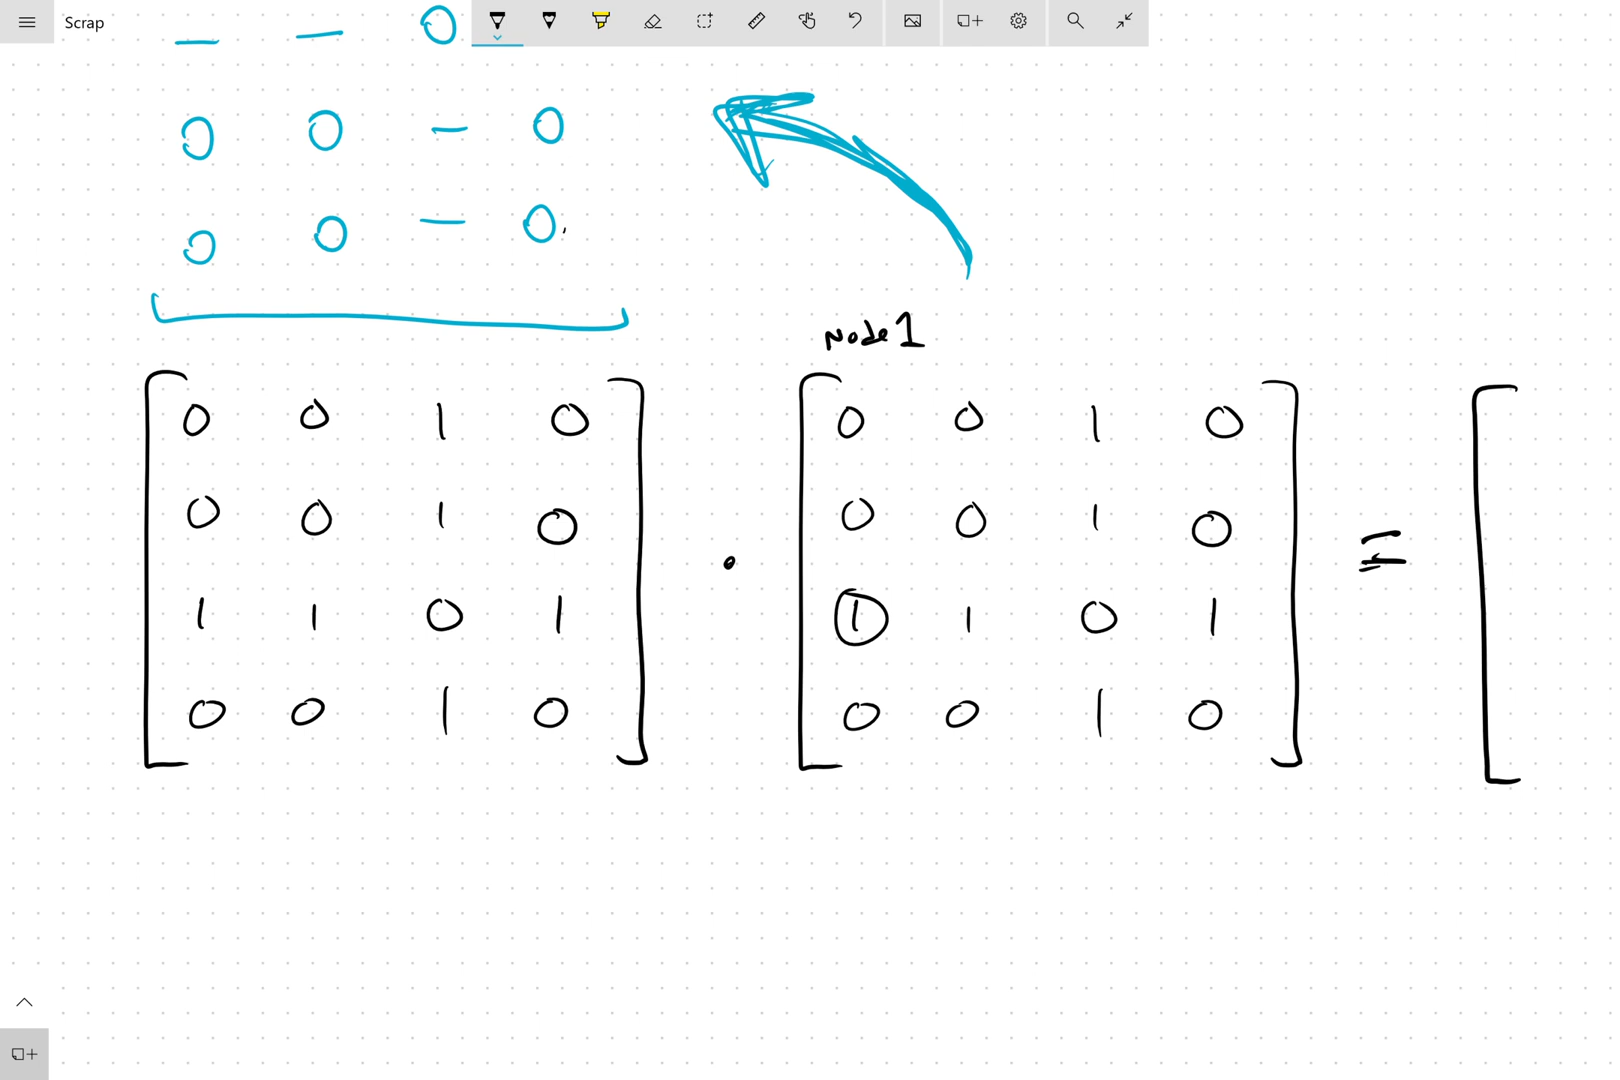 Scrap
— — 0
0 0 — 0
0 0 — 0.
Node 1
0 0 1 0 0 0 1 0
0 0 1 0 0 0 1 0
1 1 0 1 · 1 1 0 1 =
0 0 1 0 0 0 1 0